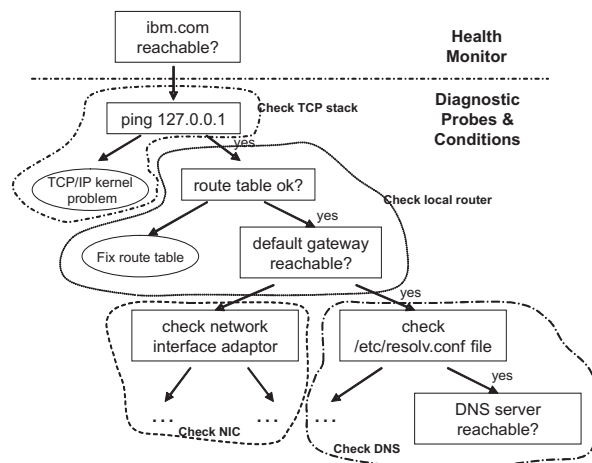 ibm.com
reachable?
Health
Monitor
Check TCP stack
Diagnostic
Probes &
Conditions
ping 127.0.0.1
yes
TCP/IP kernel
problem
route table ok?
Check local router
yes
Fix route table
default gateway
reachable?
yes
check network
interface adaptor
check
/etc/resolv.conf file
yes
... ... ...
DNS server
reachable?
Check NIC
Check DNS